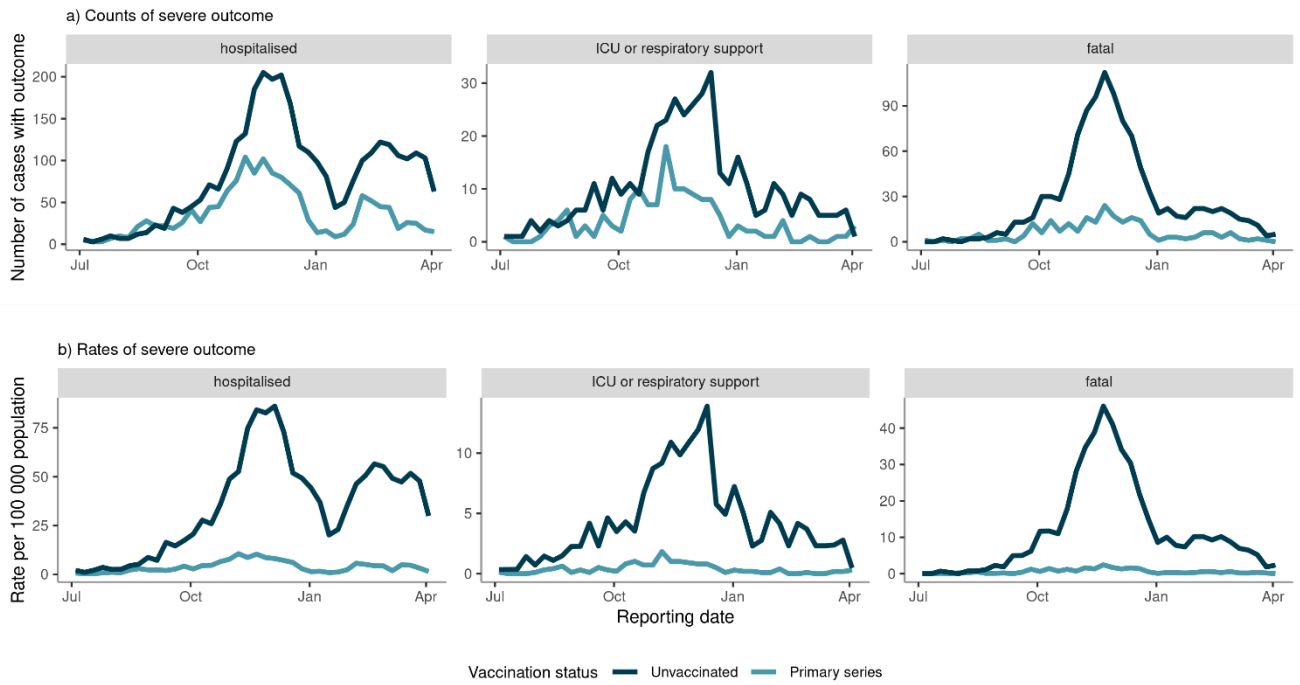 a) Counts of severe outcome
hospitalised
ICU or respiratory support
fatal
Number of cases with outcome
200
150
100
50
0
30
20
10
0
90
60
30
0
Jul
Oct
Jan
Apr
Jul
Oct
Jan
Apr
Jul
Oct
Jan
Apr
b) Rates of severe outcome
hospitalised
ICU or respiratory support
fatal
Rate per 100 000 population
75
50
25
0
10
5
0
40
30
20
10
0
Jul
Oct
Jan
Apr
Jul
Oct
Jan
Apr
Jul
Oct
Jan
Apr
Reporting date
Vaccination status
Unvaccinated
Primary series